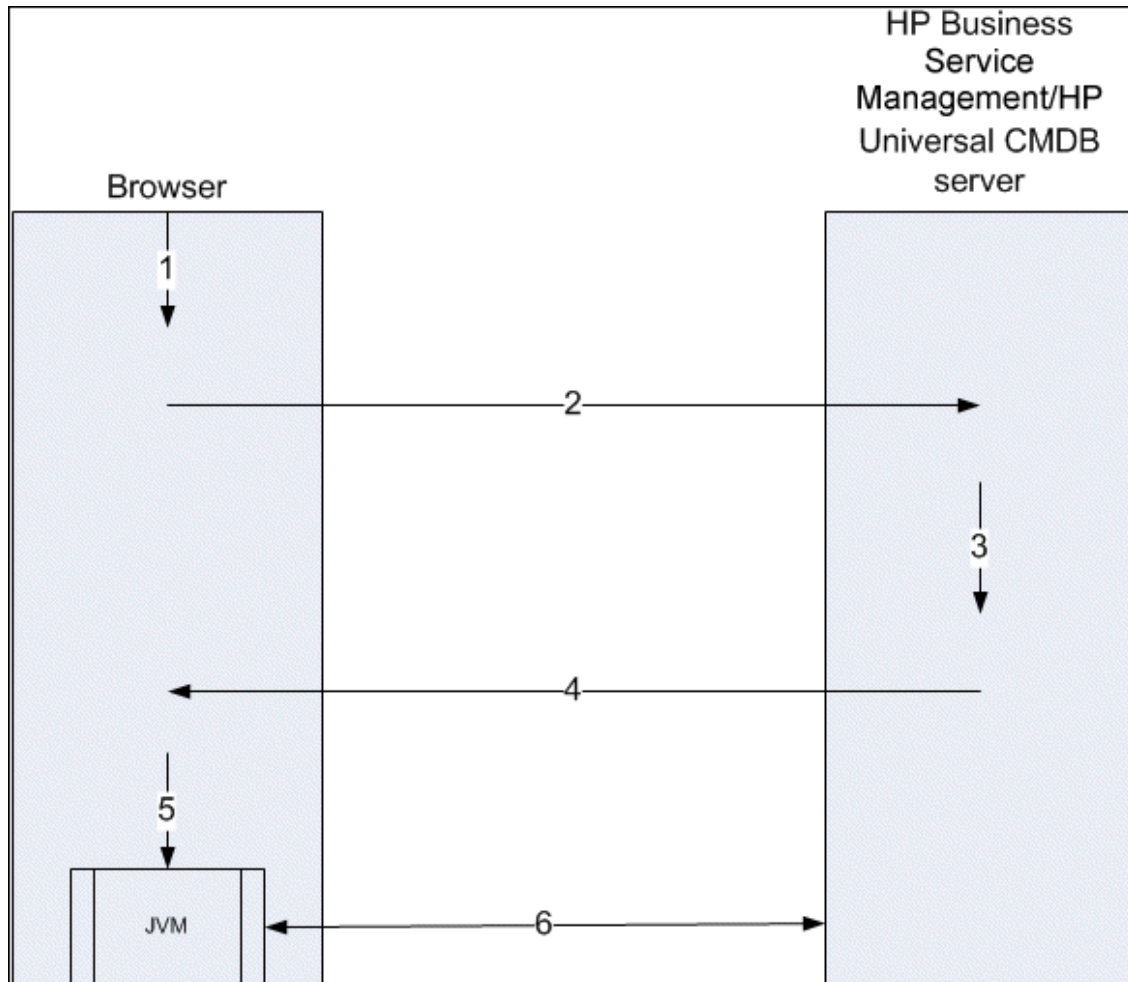 HP Business
Service
Management/HP
Universal CMDB
server
Browser
1
2
3
4
5
JVM
6